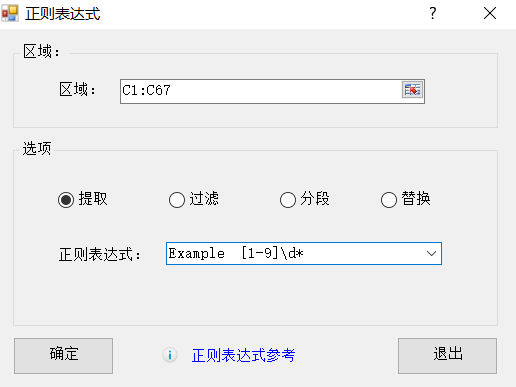 正则表达式
区域：
区域： C1:C67
选项
提取 过滤 分段 替换
正则表达式： Example  [1-9]\d*
确定 正则表达式参考 退出